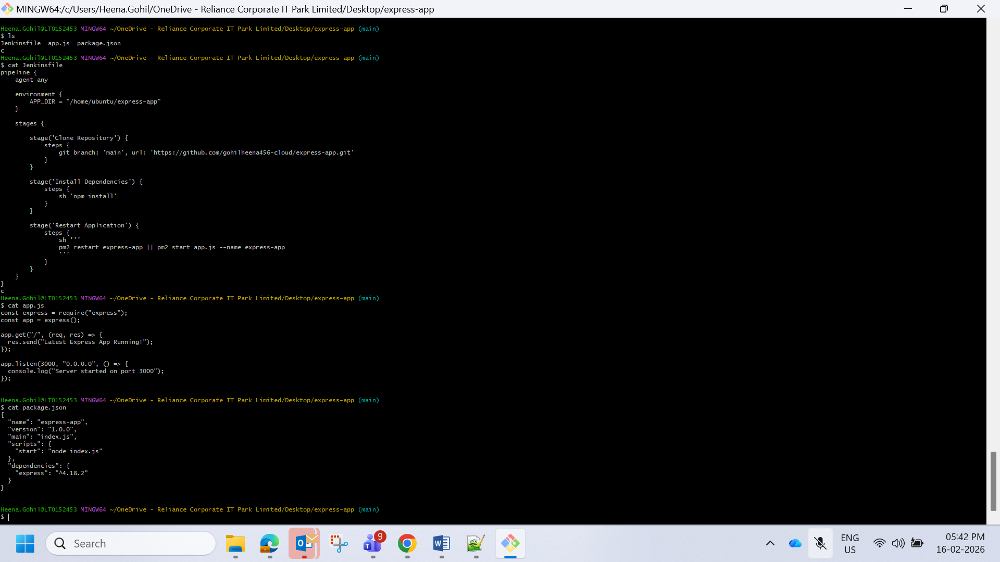 MINGW64:/c/Users/Heena.Gohil/OneDrive - Reliance Corporate IT Park Limited/Desktop/express-app
Heena.Gohil@LTO152453 MINGW64 ~/OneDrive - Reliance Corporate IT Park Limited/Desktop/express-app (main)
$ ls
Jenkinsfile  app.js  package.json
c
Heena.Gohil@LTO152453 MINGW64 ~/OneDrive - Reliance Corporate IT Park Limited/Desktop/express-app (main)
$ cat Jenkinsfile
pipeline {
    agent any
    environment {
        APP_DIR = "/home/ubuntu/express-app"
    }
    stages {
        stage('Clone Repository') {
            steps {
                git branch: 'main', url: 'https://github.com/gohilheena456-cloud/express-app.git'
            }
        }
        stage('Install Dependencies') {
            steps {
                sh 'npm install'
            }
        }
        stage('Restart Application') {
            steps {
                sh '''
                pm2 restart express-app || pm2 start app.js --name express-app
                '''
            }
        }
    }
}
c
Heena.Gohil@LTO152453 MINGW64 ~/OneDrive - Reliance Corporate IT Park Limited/Desktop/express-app (main)
$ cat app.js
const express = require("express");
const app = express();
app.get("/", (req, res) => {
  res.send("Latest Express App Running!");
});
app.listen(3000, "0.0.0.0", () => {
  console.log("Server started on port 3000");
});
Heena.Gohil@LTO152453 MINGW64 ~/OneDrive - Reliance Corporate IT Park Limited/Desktop/express-app (main)
$ cat package.json
{
  "name": "express-app",
  "version": "1.0.0",
  "main": "index.js",
  "scripts": {
    "start": "node index.js"
  },
  "dependencies": {
    "express": "^4.18.2"
  }
}
Heena.Gohil@LTO152453 MINGW64 ~/OneDrive - Reliance Corporate IT Park Limited/Desktop/express-app (main)
$
Search
9
ENG
US
05:42 PM
16-02-2026